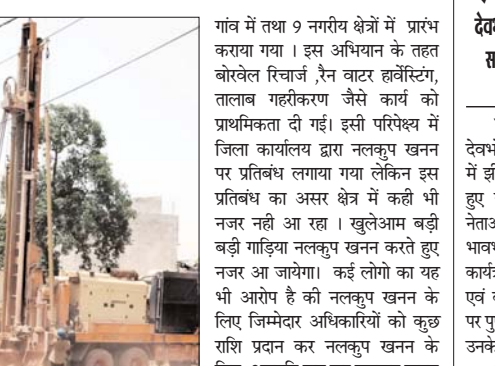 गांव में तथा 9 नगरीय क्षेत्रों में प्रारंभ
कराया गया । इस अभियान के तहत
बोरवेल रिचार्ज ,रैन वाटर हार्वेस्टिंग,
तालाब गहरीकरण जैसे कार्य को
प्राथमिकता दी गई। इसी परिपेक्ष्य में
जिला कार्यालय द्वारा नलकुप खनन
पर प्रतिबंध लगाया गया लेकिन इस
प्रतिबंध का असर क्षेत्र में कही भी
नजर नही आ रहा । खुलेआम बड़ी
बड़ी गाड़िया नलकुप खनन करते हुए
नजर आ जायेगा। कई लोगो का यह
भी आरोप है की नलकुप खनन के
लिए जिम्मेदार अधिकारियों को कुछ
राशि प्रदान कर नलकुप खनन के
देवभो
में
हुए
कार्यक्र
एवं
पर
उनके